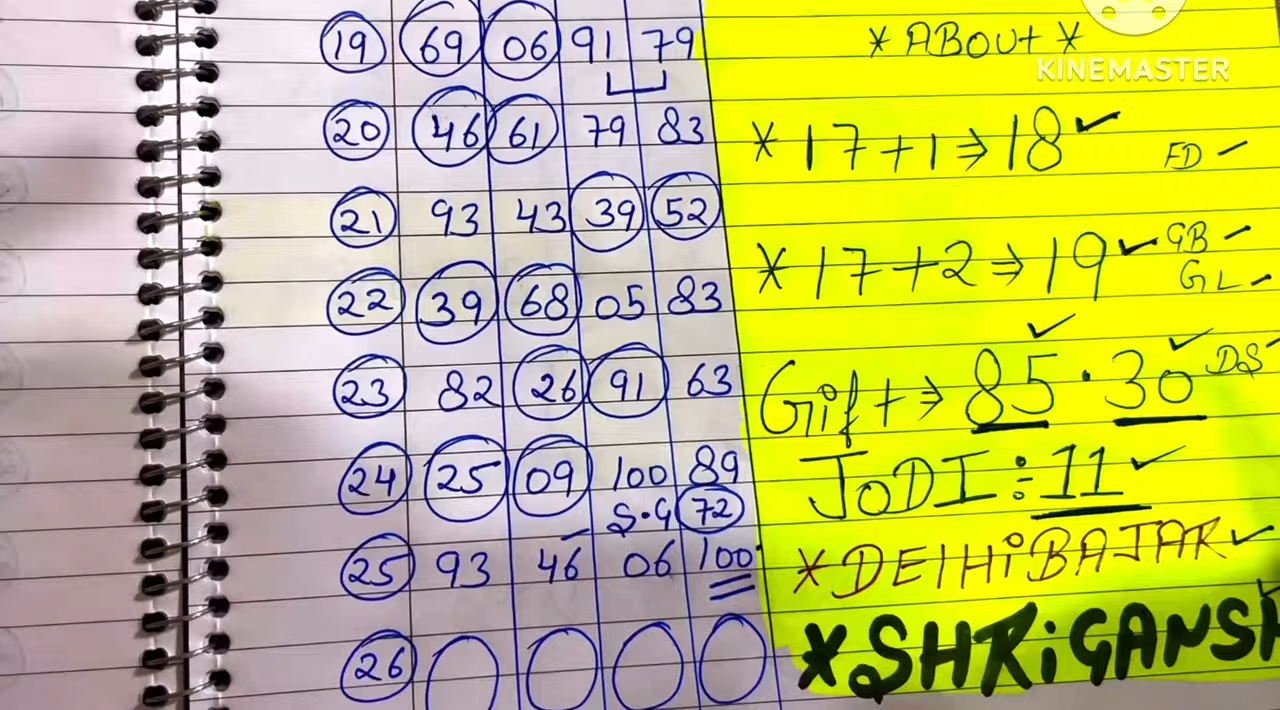 19 69 06 91 79
20 46 61 79 83
21 93 43 39 52
22 39 68 05 83
23 82 26 91 63
24 25 09 100 89
S.G 72
25 93 46 06 100
26
* ABOUt *
KINEMASTER
* 17+1⇒18 ✓ FD ✓
* 17+2⇒19 ✓ GB ✓
GL ✓
Gift ⇒ 85 ✓ . 30 ✓ DS ✓
JODI : 11 ✓
* DElHiBAJAR ✓
*SHRiGANSH